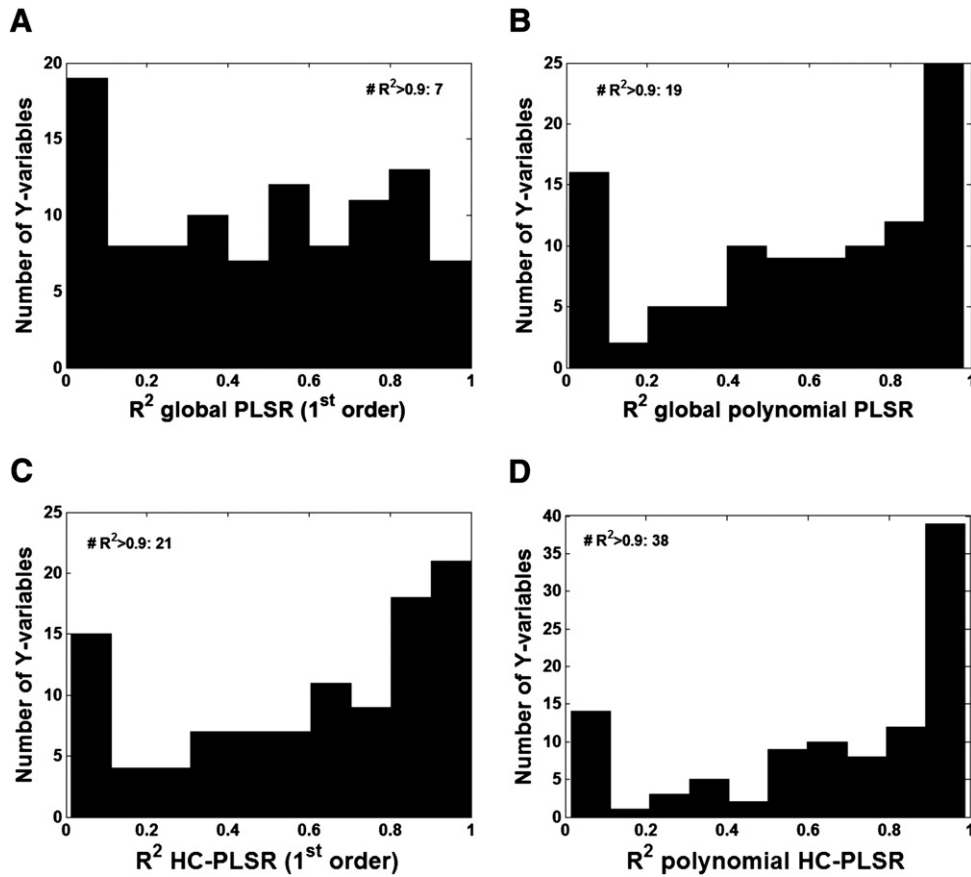 A
Number of Y-variables
20
15
10
5
0
# R²>0.9: 7
0 0.2 0.4 0.6 0.8 1
R² global PLSR (1st order)
B
Number of Y-variables
25
20
15
10
5
0
# R²>0.9: 19
0 0.2 0.4 0.6 0.8 1
R² global polynomial PLSR
C
Number of Y-variables
25
20
15
10
5
0
# R²>0.9: 21
0 0.2 0.4 0.6 0.8 1
R² HC-PLSR (1st order)
D
Number of Y-variables
40
35
30
25
20
15
10
5
0
# R²>0.9: 38
0 0.2 0.4 0.6 0.8 1
R² polynomial HC-PLSR